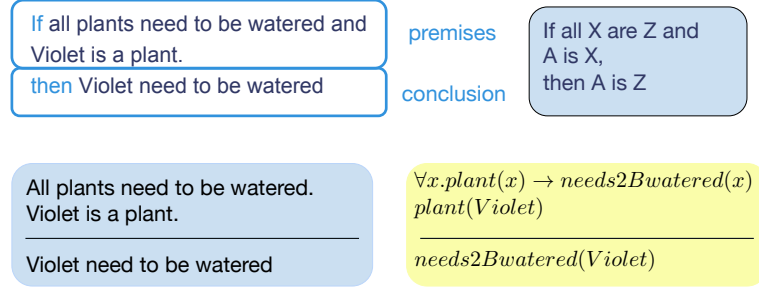 If all plants need to be watered and
Violet is a plant.
then Violet need to be watered
premises
conclusion
If all X are Z and
A is X,
then A is Z
All plants need to be watered.
Violet is a plant.
Violet need to be watered
∀x.plant(x) → needs2Bwatered(x)
plant(Violet)
needs2Bwatered(Violet)